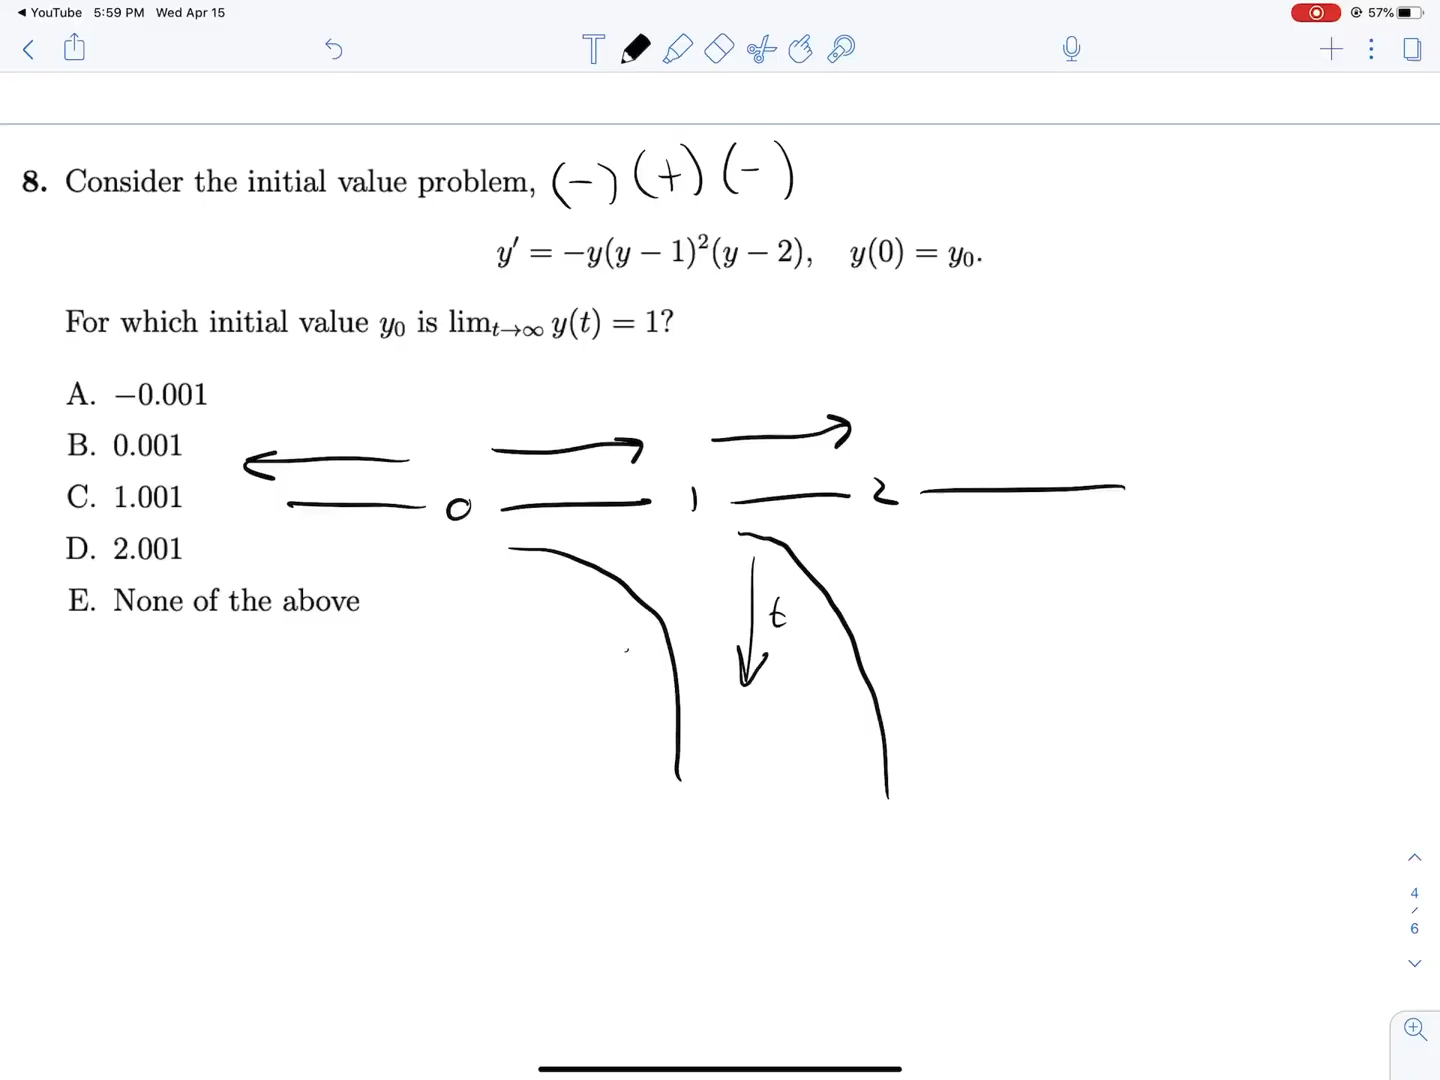 ◀ YouTube 5:59 PM Wed Apr 15 57%
T
(-) (+) (-)
8. Consider the initial value problem,
y′ = −y(y − 1)²(y − 2), y(0) = y₀.
For which initial value y₀ is limₜ→∞ y(t) = 1?
A. −0.001
B. 0.001
C. 1.001
D. 2.001
E. None of the above
0 1 2
t
4
/
6